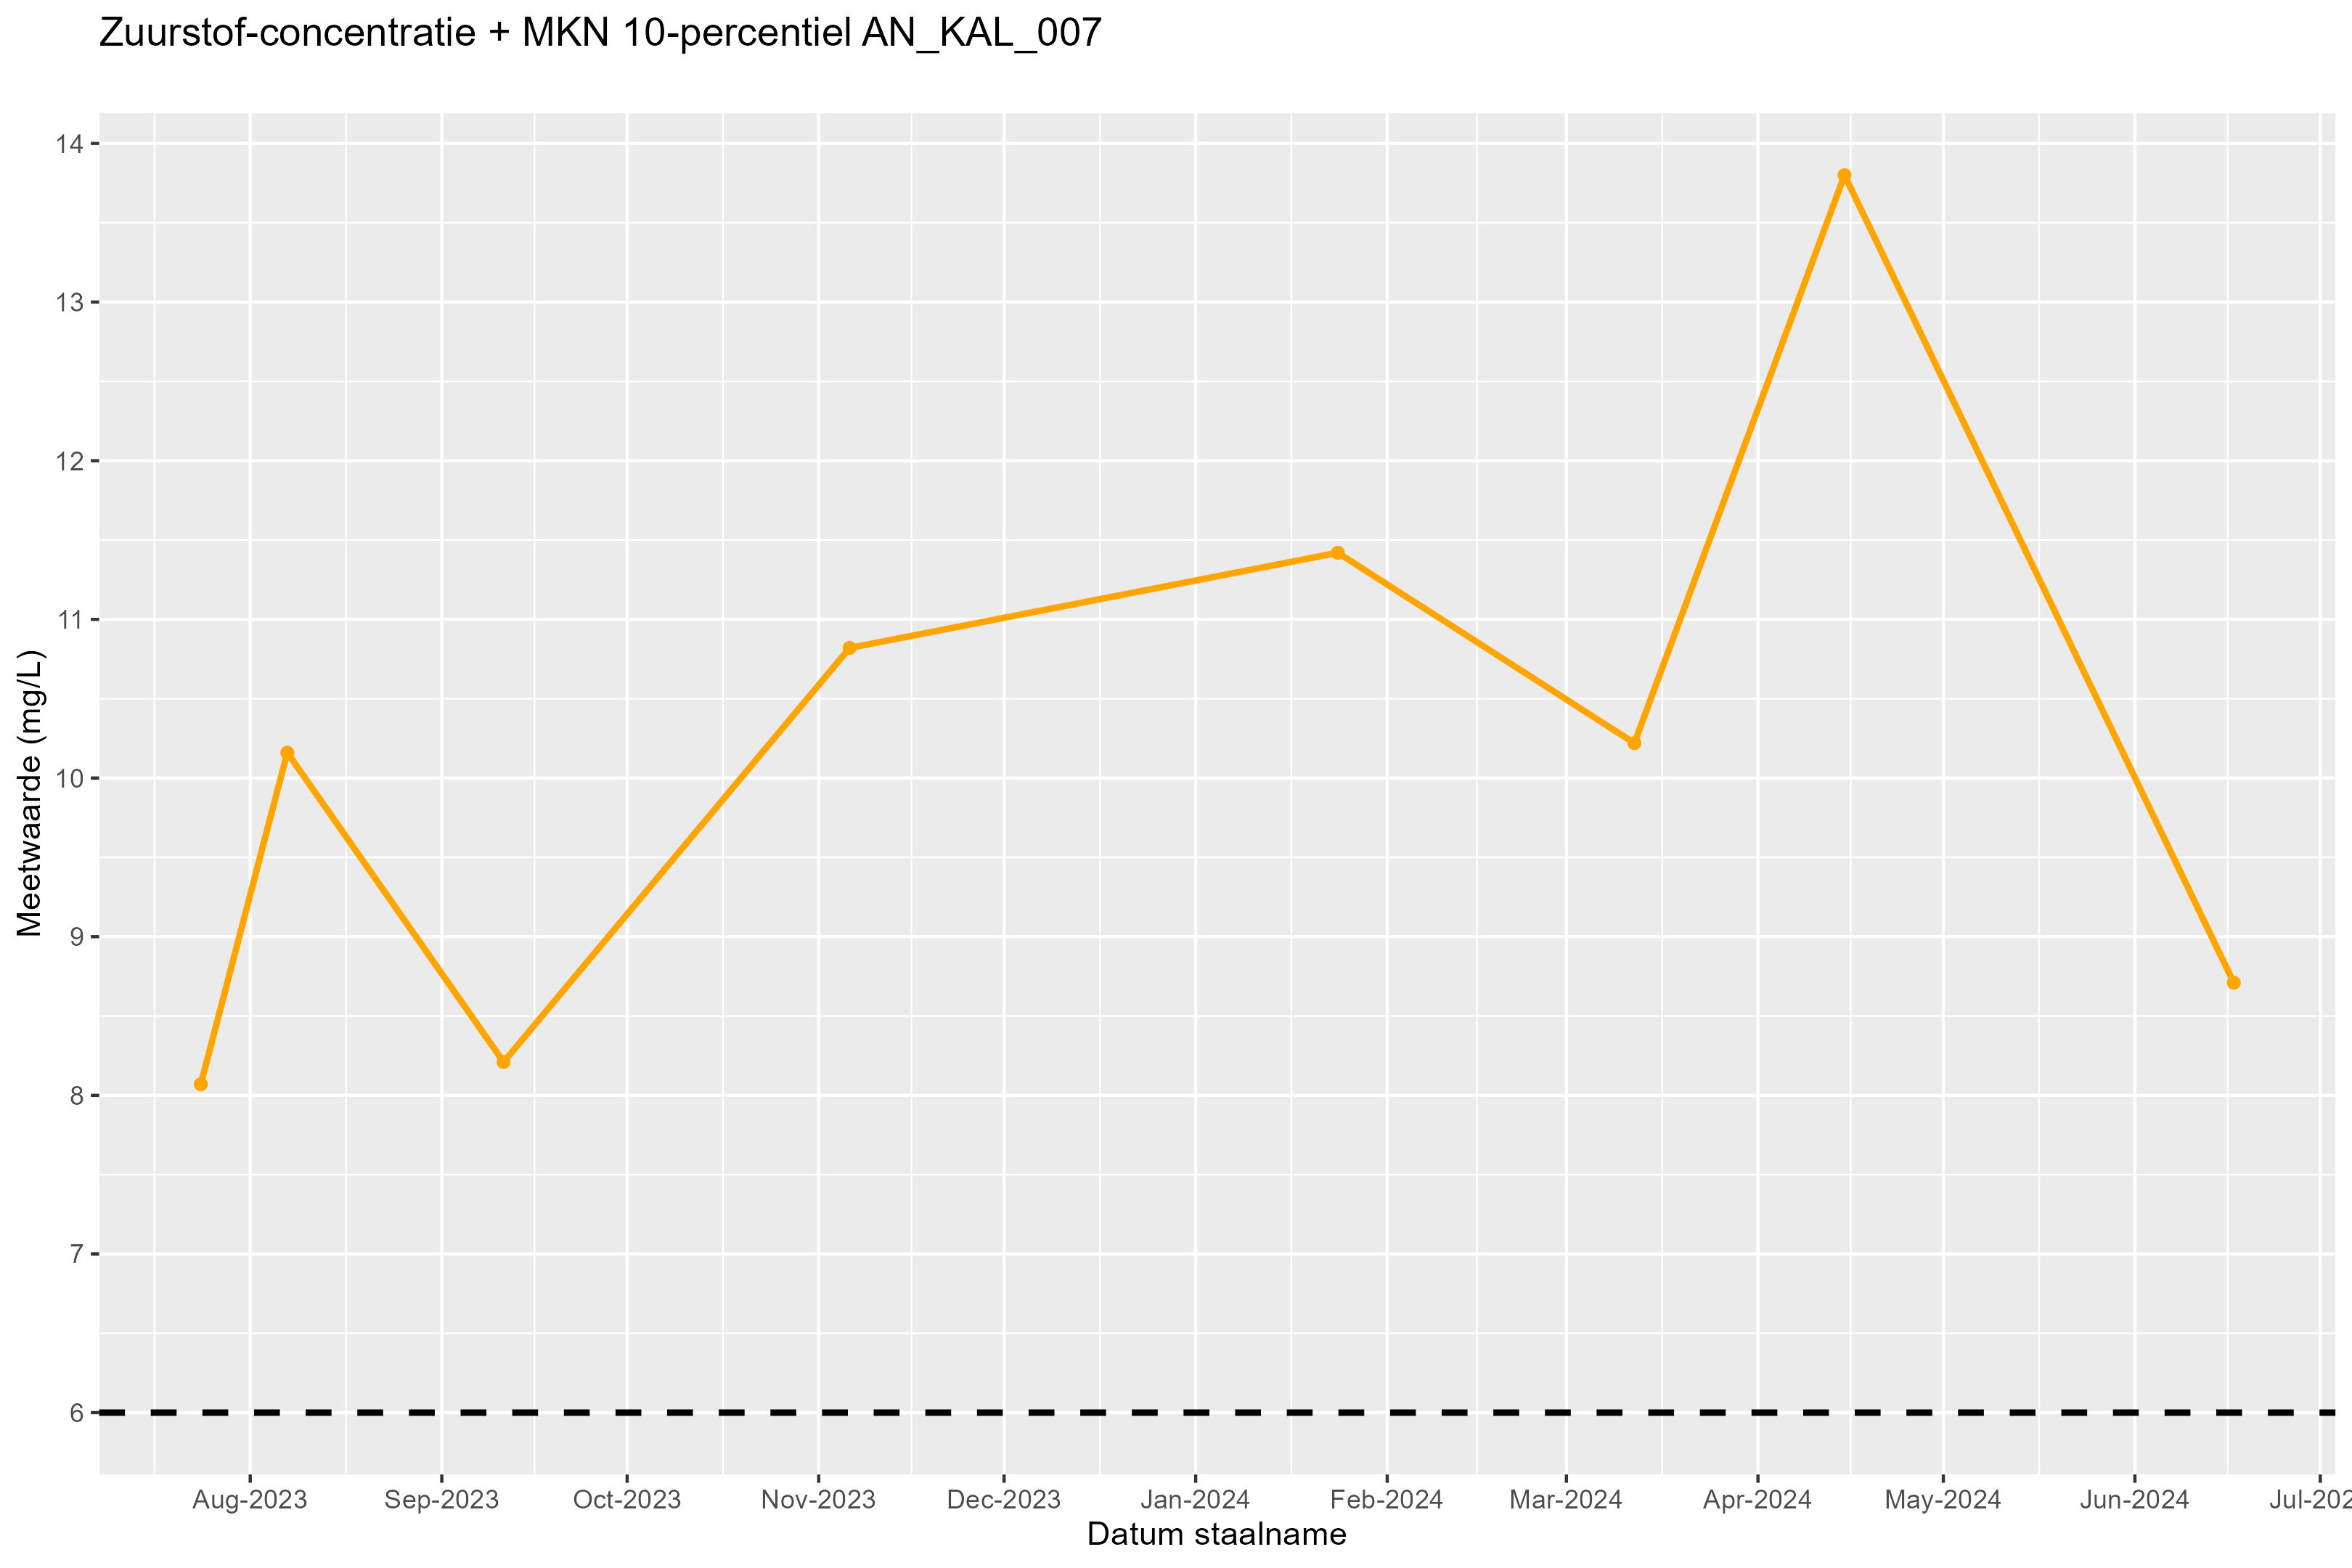 Zuurstof-concentratie + MKN 10-percentiel AN_KAL_007
Meetwaarde (mg/L)
14
13
12
11
10
9
8
7
6
Aug-2023 Sep-2023 Oct-2023 Nov-2023 Dec-2023 Jan-2024 Feb-2024 Mar-2024 Apr-2024 May-2024 Jun-2024 Jul-202
Datum staalname